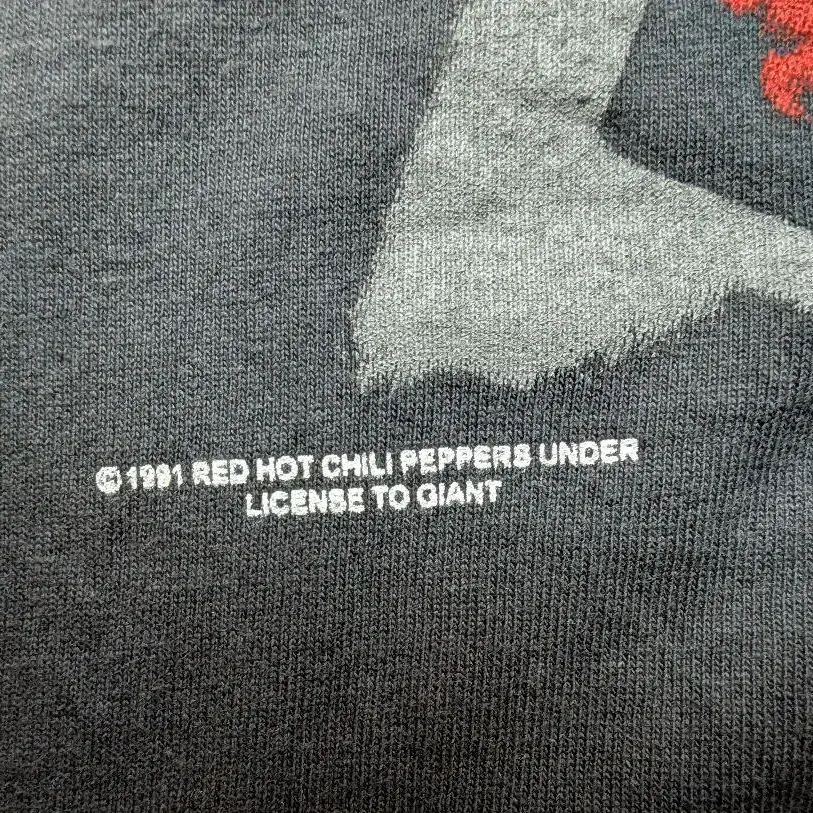 © 1991 RED HOT CHILI PEPPERS UNDER
LICENSE TO GIANT